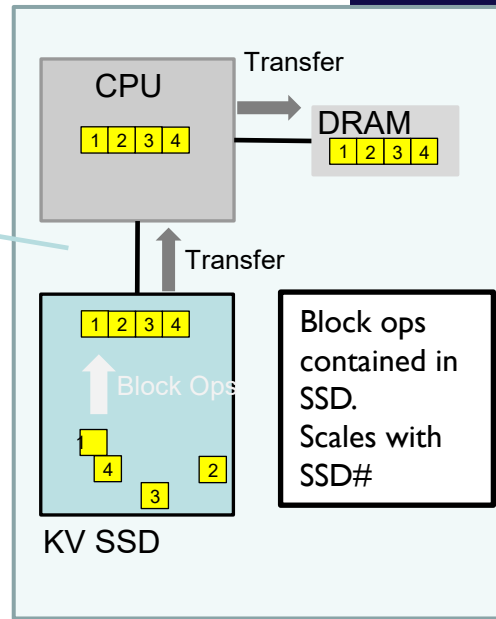 Transfer
CPU
DRAM
1 2 3 4
1 2 3 4
Transfer
1 2 3 4
Block ops
contained in
SSD.
Scales with
SSD#
Block Ops
1
4
2
3
KV SSD